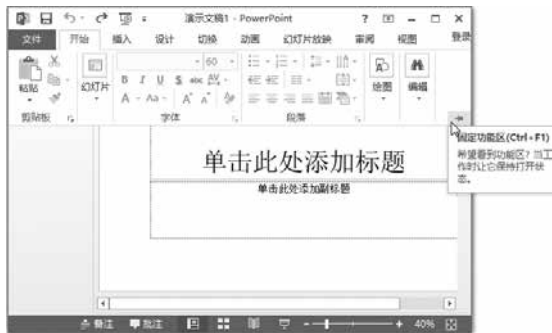 演示文稿1 - PowerPoint
文件 开始 插入 设计 切换 动画 幻灯片放映 审阅 视图 登录
60
B I U S abc AV
粘贴 幻灯片 A Aa A A 绘图 编辑
剪贴板 字体 段落
固定功能区(Ctrl+F1)
希望看到功能区? 当工
作时让它保持打开状
态。
单击此处添加标题
单击此处添加副标题
备注 批注 40%